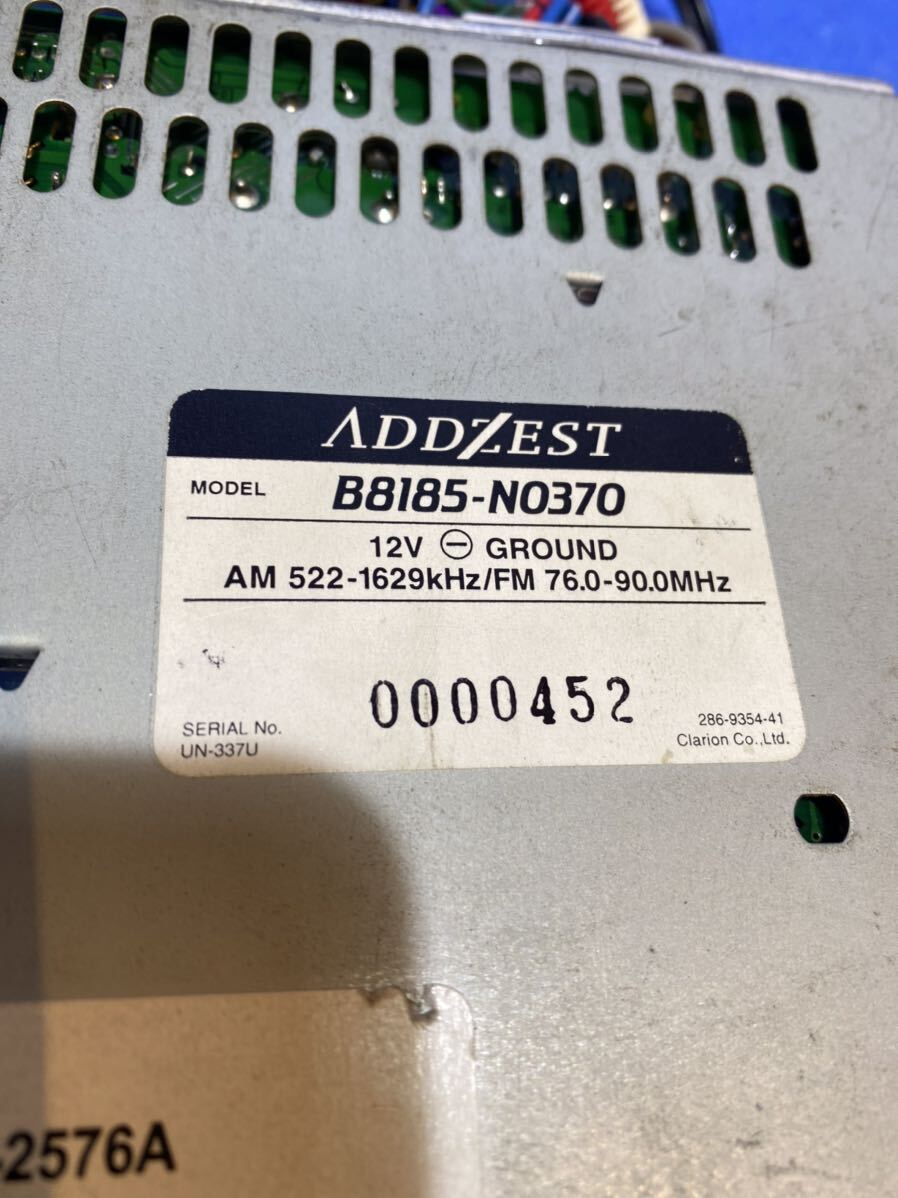 ADDZEST
MODEL B8185-N0370
12V ⊖ GROUND
AM 522-1629kHz/FM 76.0-90.0MHz
0000452
SERIAL No.
UN-337U
286-9354-41
Clarion Co.,Ltd.
-2576A